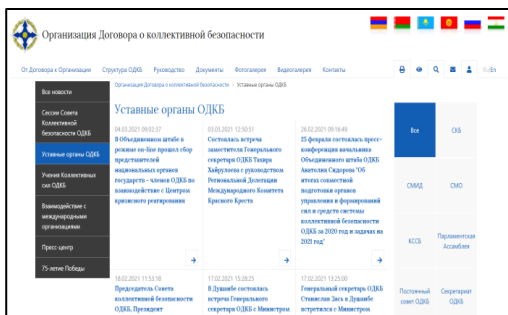 Организация Договора о коллективной безопасности
От Договора к Организации Структура ОДКБ Руководство Документы Фотогалерея Видеогалерея Контакты Ru En
Организация Договора о коллективной безопасности Уставные органы ОДКБ
Все новости
Сессии Совета
Коллективной
безопасности ОДКБ
Уставные органы ОДКБ
Учения Коллективных
сил ОДКБ
Взаимодействие с
международными
организациями
Пресс-центр
75-летие Победы
Уставные органы ОДКБ
04.03.2021 09:02:37
В Объединенном штабе в
режиме on-line прошел сбор
представителей
национальных органов
государств - членов ОДКБ по
взаимодействию с Центром
кризисного реагирования
03.03.2021 12:50:51
Состоялась встреча
заместителя Генерального
секретаря ОДКБ Тахира
Хайрулоева с руководством
Региональной Делегации
Международного Комитета
Красного Креста
26.02.2021 09:16:49
25 февраля состоялась пресс-
конференция начальника
Объединенного штаба ОДКБ
Анатолия Сидорова "Об
итогах совместной
подготовки органов
управления и формирований
сил и средств системы
коллективной безопасности
ОДКБ за 2020 год и задачах на
2021 год"
18.02.2021 11:53:18
Председатель Совета
коллективной безопасности
ОДКБ, Президент
17.02.2021 15:28:25
В Душанбе состоялась
встреча Генерального
секретаря ОДКБ с Министром
17.02.2021 13:25:00
Генеральный секретарь ОДКБ
Станислав Зась в Душанбе
встретился с Министром
Все
СКБ
СМИД
СМО
КССБ
Парламентская
Ассамблея
Постоянный
совет ОДКБ
Секретариат
ОДКБ